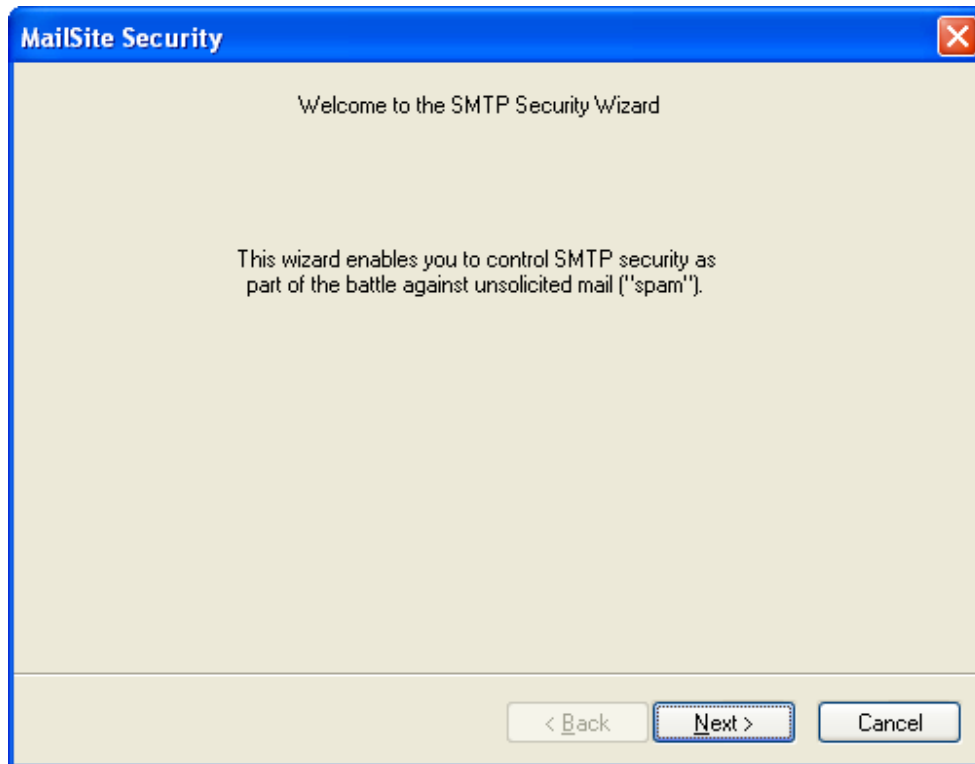 MailSite Security
Welcome to the SMTP Security Wizard
This wizard enables you to control SMTP security as
part of the battle against unsolicited mail ("spam").
< Back
Next >
Cancel